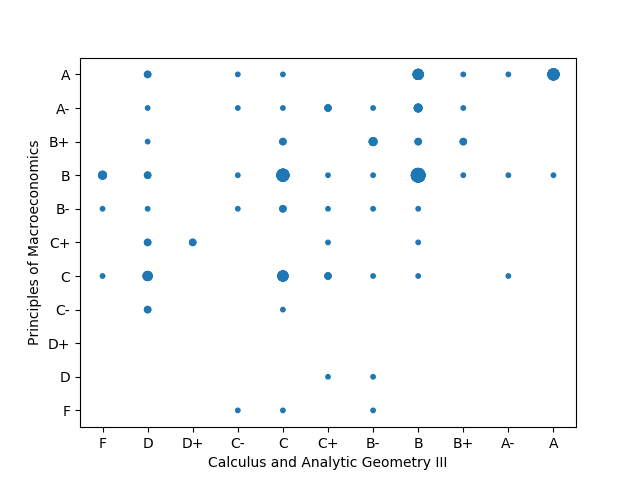 A
A-
B+
B
B-
C+
C
C-
D+
D
F
Principles of Macroeconomics
F D D+ C- C C+ B- B B+ A- A
Calculus and Analytic Geometry III